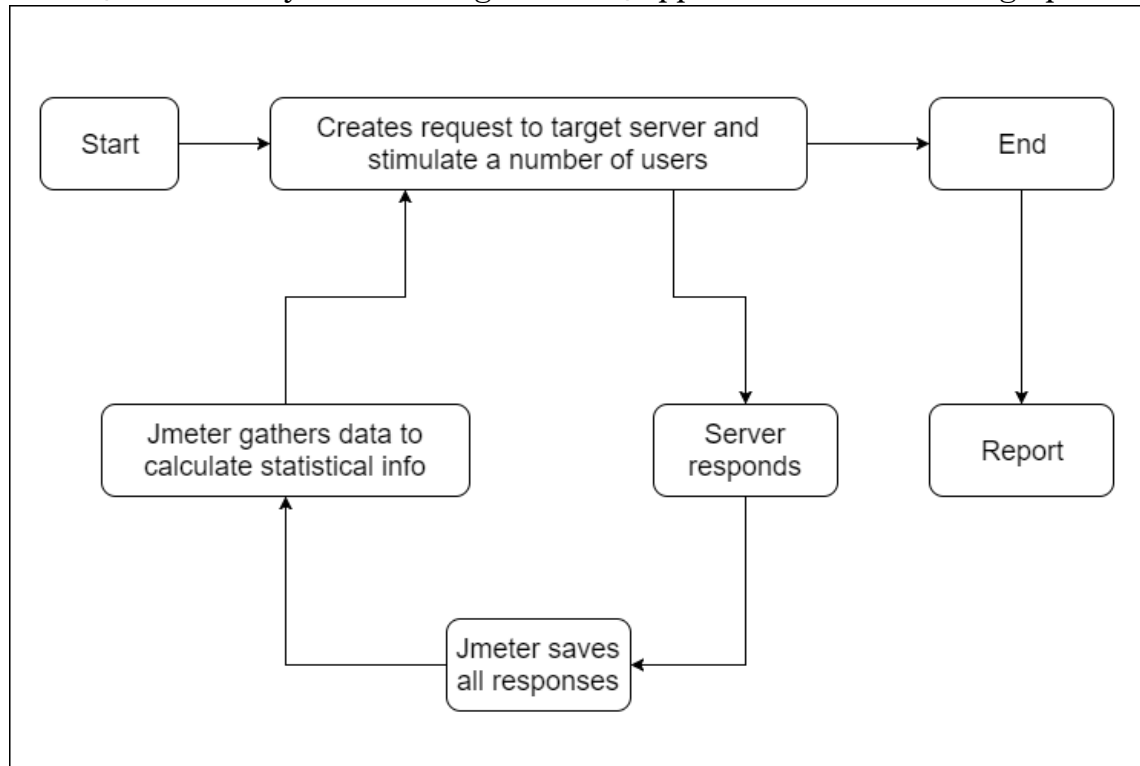 Start
Creates request to target server and
stimulate a number of users
End
Jmeter gathers data to
calculate statistical info
Server
responds
Report
Jmeter saves
all responses